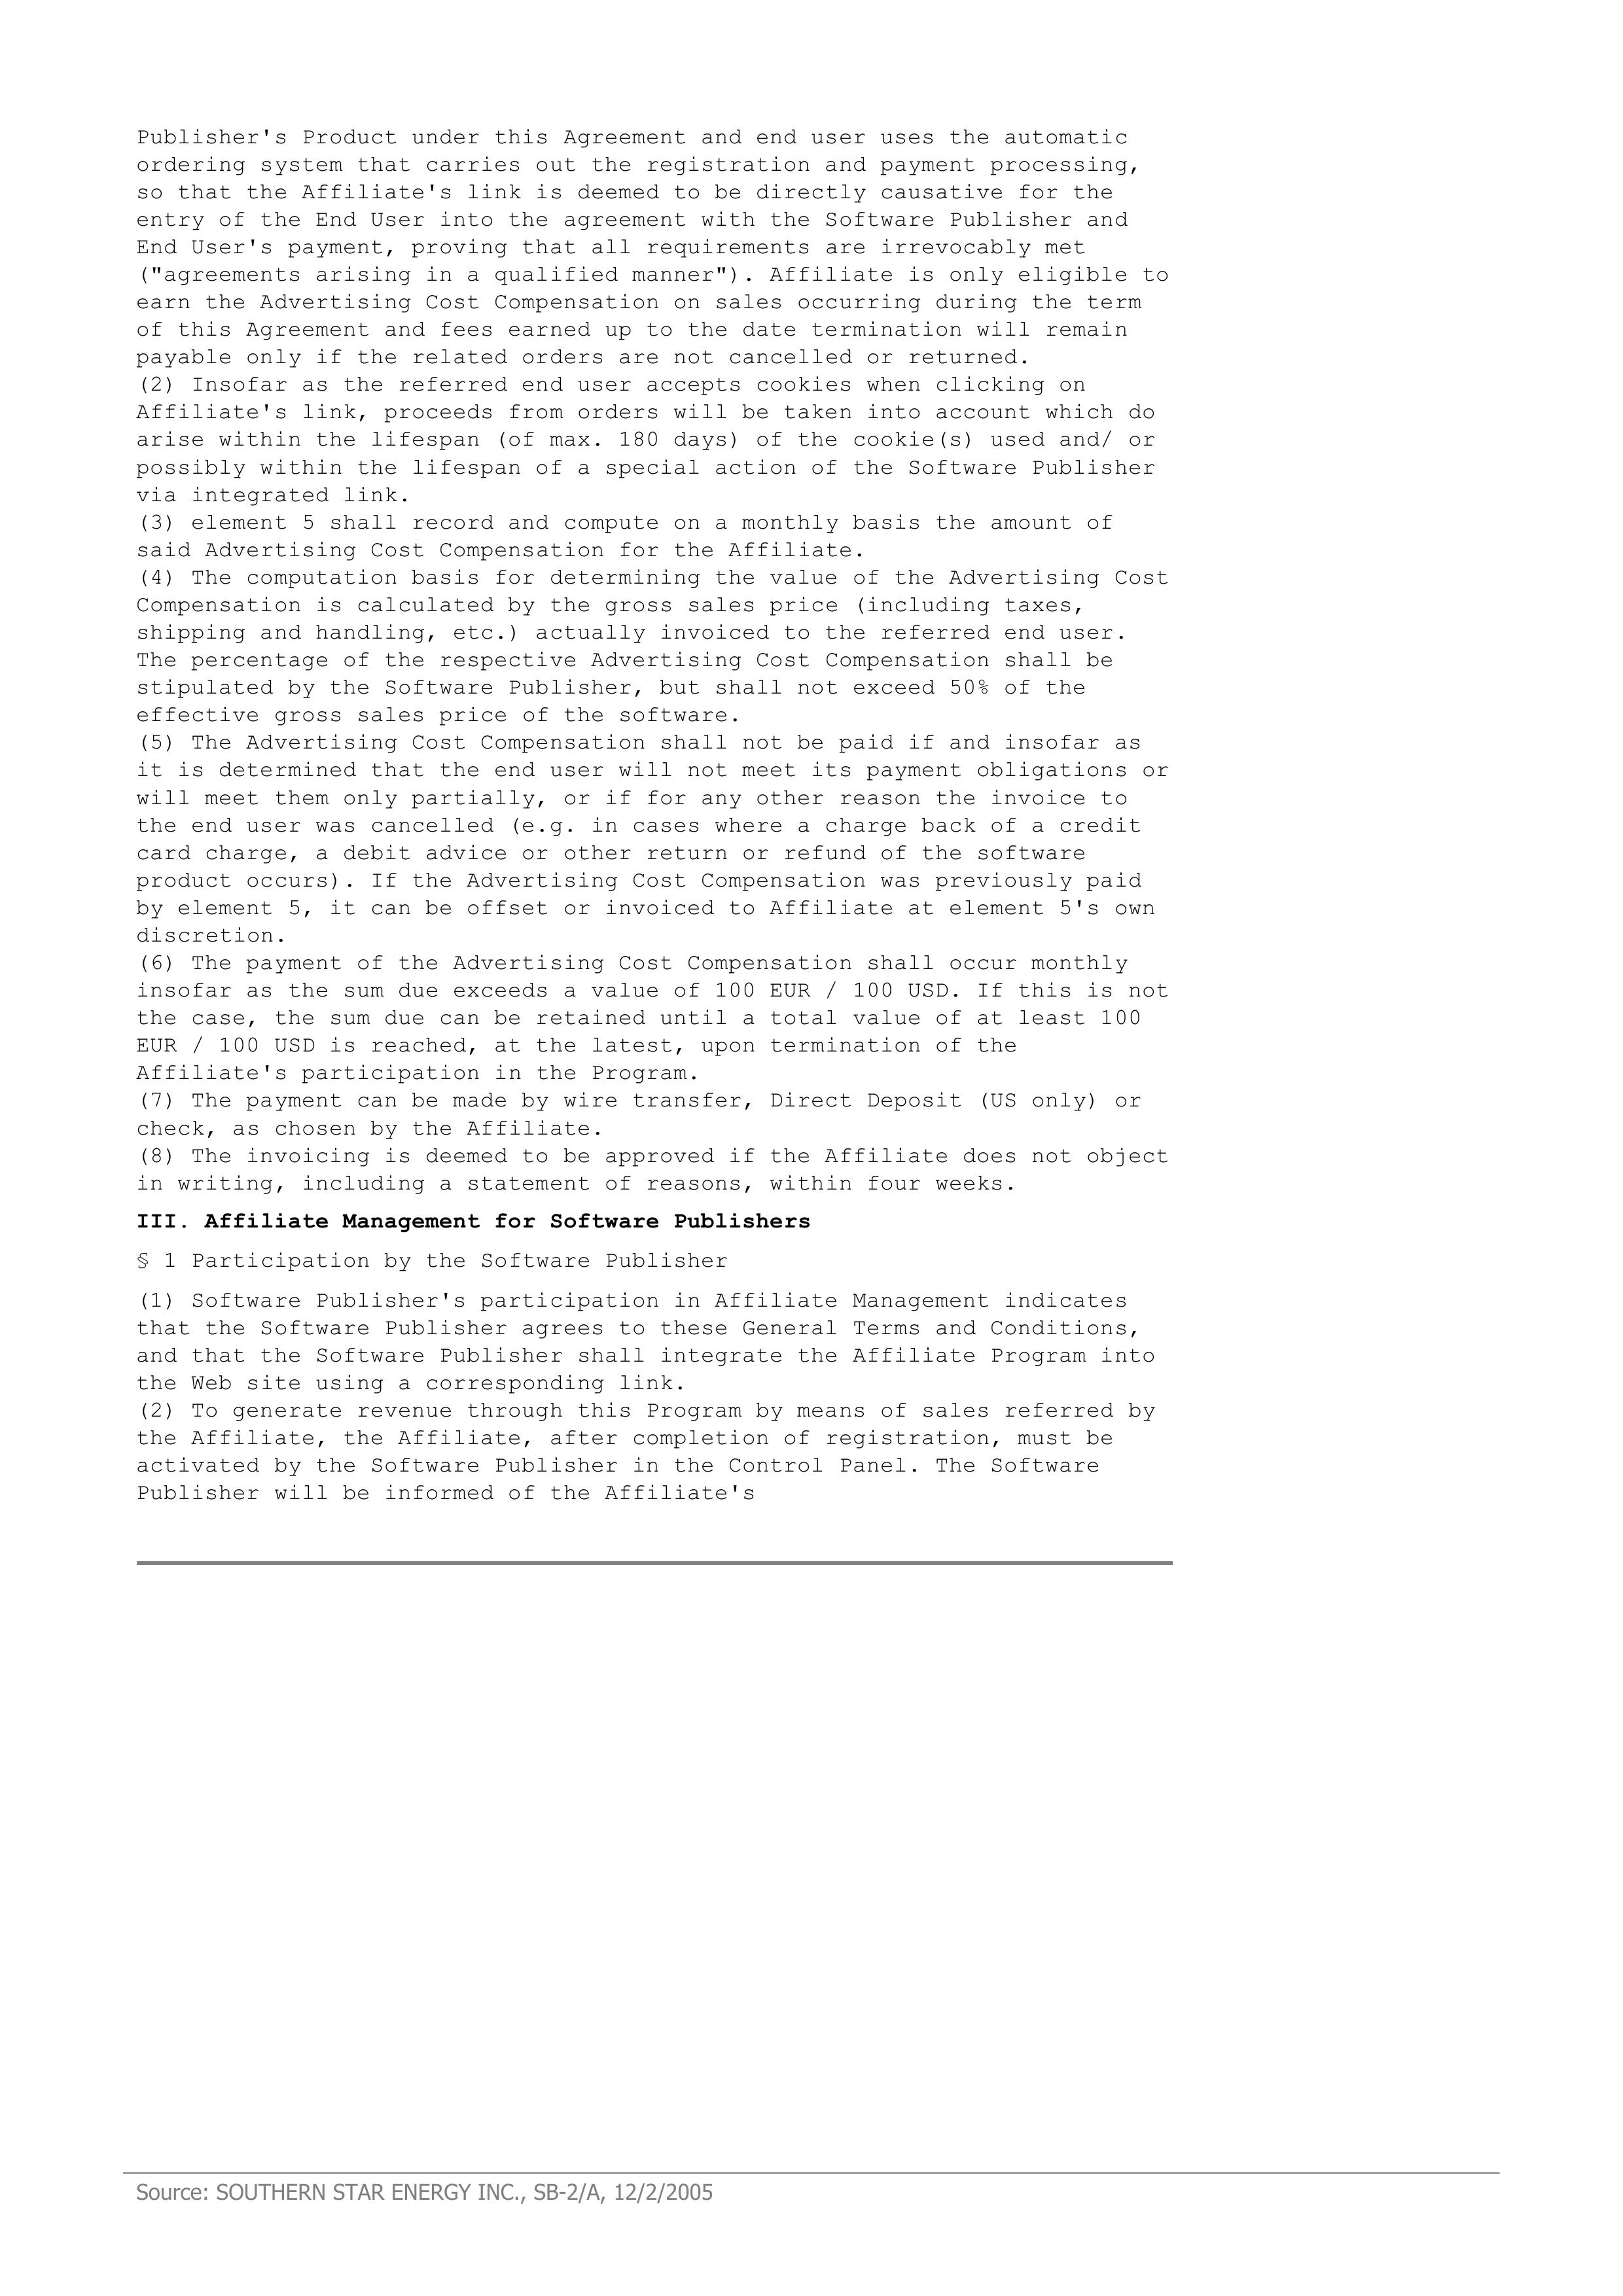 Publisher's Product under this Agreement and end user uses the automatic
ordering system that carries out the registration and payment processing,
so that the Affiliate's link is deemed to be directly causative for the
entry of the End User into the agreement with the Software Publisher and
End User's payment, proving that all requirements are irrevocably met
("agreements arising in a qualified manner"). Affiliate is only eligible to
earn the Advertising Cost Compensation on sales occurring during the term
of this Agreement and fees earned up to the date termination will remain
payable only if the related orders are not cancelled or returned.
(2) Insofar as the referred end user accepts cookies when clicking on
Affiliate's link, proceeds from orders will be taken into account which do
arise within the lifespan (of max. 180 days) of the cookie(s) used and/ or
possibly within the lifespan of a special action of the Software Publisher
via integrated link.
(3) element 5 shall record and compute on a monthly basis the amount of
said Advertising Cost Compensation for the Affiliate.
(4) The computation basis for determining the value of the Advertising Cost
Compensation is calculated by the gross sales price (including taxes,
shipping and handling, etc.) actually invoiced to the referred end user.
The percentage of the respective Advertising Cost Compensation shall be
stipulated by the Software Publisher, but shall not exceed 50% of the
effective gross sales price of the software.
(5) The Advertising Cost Compensation shall not be paid if and insofar as
it is determined that the end user will not meet its payment obligations or
will meet them only partially, or if for any other reason the invoice to
the end user was cancelled (e.g. in cases where a charge back of a credit
card charge, a debit advice or other return or refund of the software
product occurs). If the Advertising Cost Compensation was previously paid
by element 5, it can be offset or invoiced to Affiliate at element 5's own
discretion.
(6) The payment of the Advertising Cost Compensation shall occur monthly
insofar as the sum due exceeds a value of 100 EUR / 100 USD. If this is not
the case, the sum due can be retained until a total value of at least 100
EUR / 100 USD is reached, at the latest, upon termination of the
Affiliate's participation in the Program.
(7) The payment can be made by wire transfer, Direct Deposit (US only) or
check, as chosen by the Affiliate.
(8) The invoicing is deemed to be approved if the Affiliate does not object
in writing, including a statement of reasons, within four weeks.
III. Affiliate Management for Software Publishers
§ 1 Participation by the Software Publisher
(1) Software Publisher's participation in Affiliate Management indicates
that the Software Publisher agrees to these General Terms and Conditions,
and that the Software Publisher shall integrate the Affiliate Program into
the Web site using a corresponding link.
(2) To generate revenue through this Program by means of sales referred by
the Affiliate, the Affiliate, after completion of registration, must be
activated by the Software Publisher in the Control Panel. The Software
Publisher will be informed of the Affiliate's
Source: SOUTHERN STAR ENERGY INC., SB-2/A, 12/2/2005